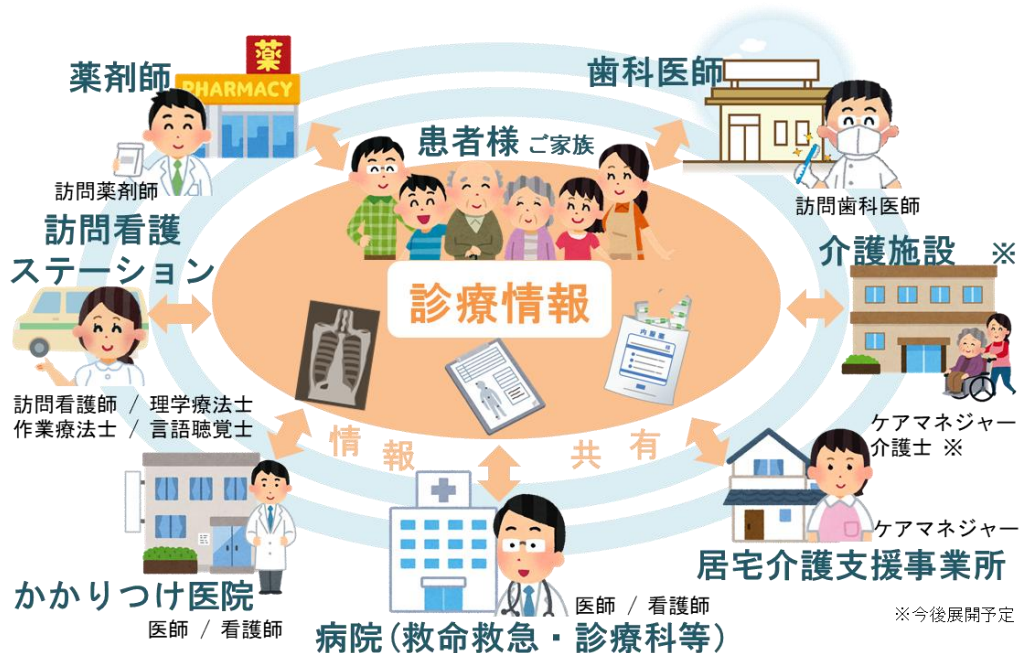 薬
薬剤師
PHARMACY
訪問薬剤師
歯科医師
訪問歯科医師
患者様 ご家族
訪問看護
ステーション
訪問看護師 / 理学療法士
作業療法士 / 言語聴覚士
介護施設 ※
ケアマネジャー
介護士 ※
診療情報
内服薬
情報共有
かかりつけ医院
医師 / 看護師
病院(救命救急・診療科等)
医師 / 看護師
ケアマネジャー
居宅介護支援事業所
※今後展開予定